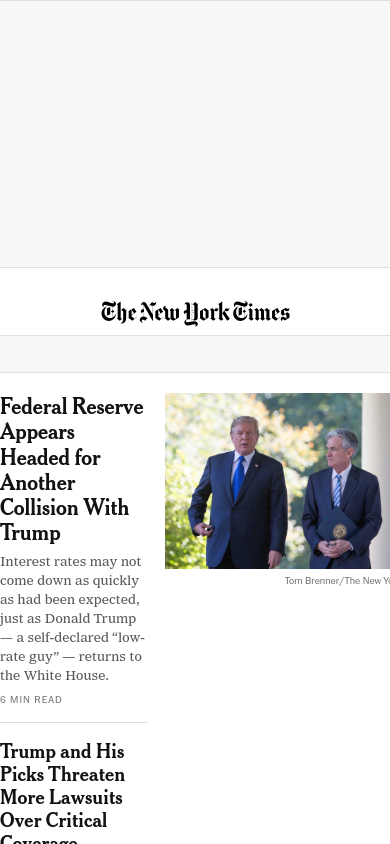 The New York Times
Federal Reserve
Appears
Headed for
Another
Collision With
Trump
Interest rates may not
come down as quickly
as had been expected,
just as Donald Trump
— a self-declared “low-
rate guy” — returns to
the White House.
6 MIN READ
Tom Brenner/The New Yo
Trump and His
Picks Threaten
More Lawsuits
Over Critical
Coverage